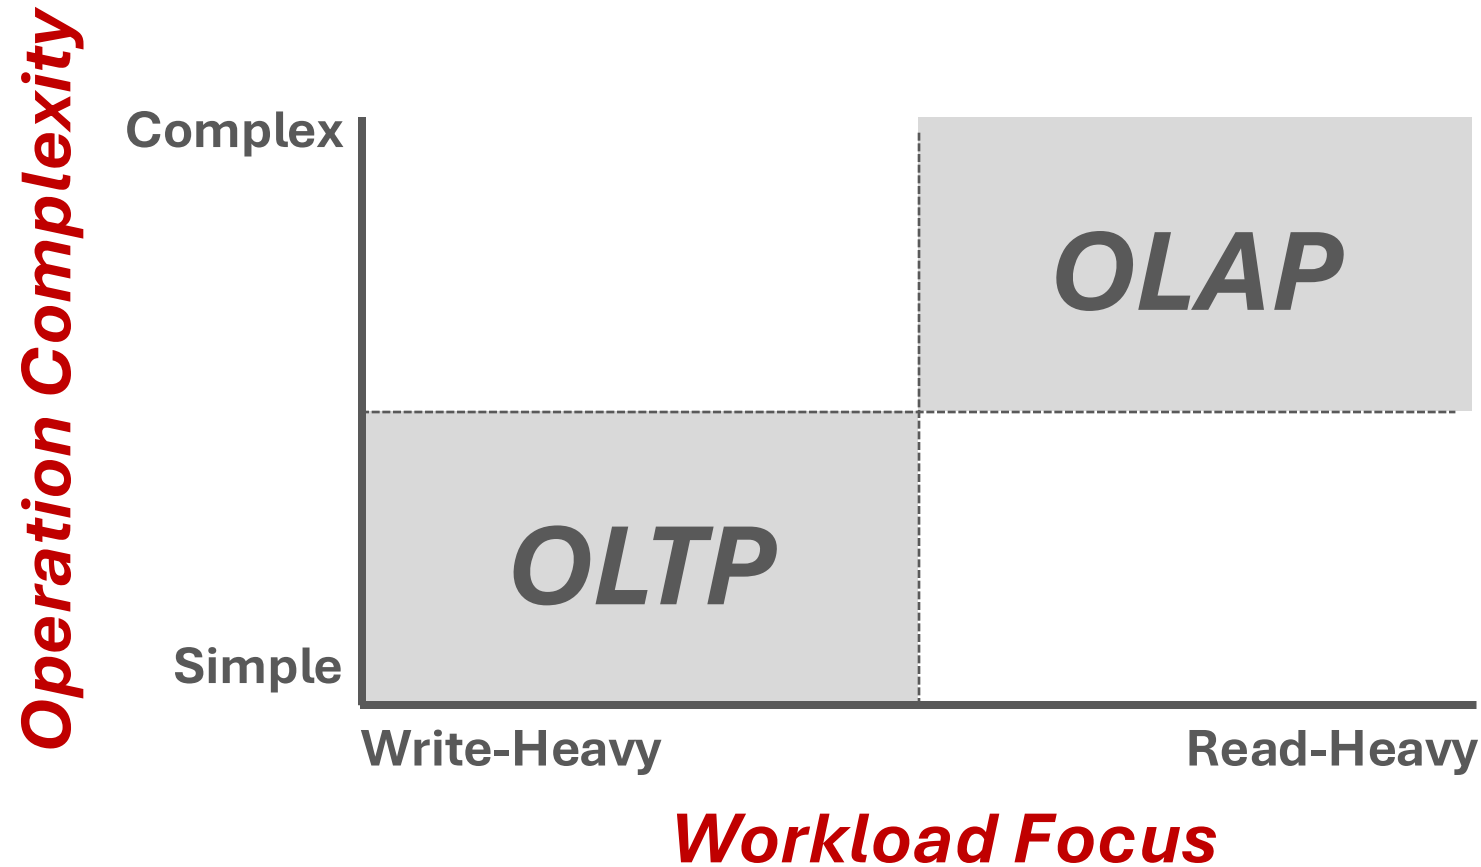 Operation Complexity
Complex
OLAP
OLTP
Simple
Write-Heavy
Read-Heavy
Workload Focus